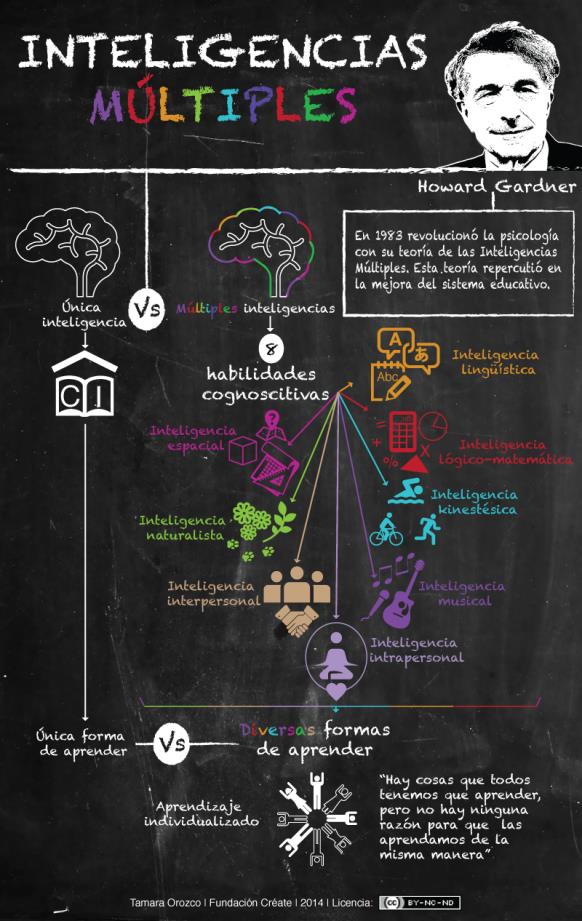 INTELIGENCIAS
MÚLTIPLES
Howard Gardner
En 1983 revolucionó la psicología
con su teoría de las Inteligencias
Múltiples. Esta teoría repercutió en
la mejora del sistema educativo.
Única
inteligencia
Vs
Múltiples inteligencias
CI
8
habilidades
cognoscitivas
A
あ
Abc
Inteligencia
lingüística
Inteligencia
espacial
?
=
+
%
x
Inteligencia
lógico-matemática
Inteligencia
kinestésica
Inteligencia
naturalista
Inteligencia
interpersonal
Inteligencia
musical
Inteligencia
intrapersonal
Única forma
de aprender
Vs
Diversas formas
de aprender
Aprendizaje
individualizado
"Hay cosas que todos
tenemos que aprender,
pero no hay ninguna
razón para que las
aprendamos de la
misma manera"
Tamara Orozco | Fundación Créate | 2014 | Licencia: cc BY-NC-ND